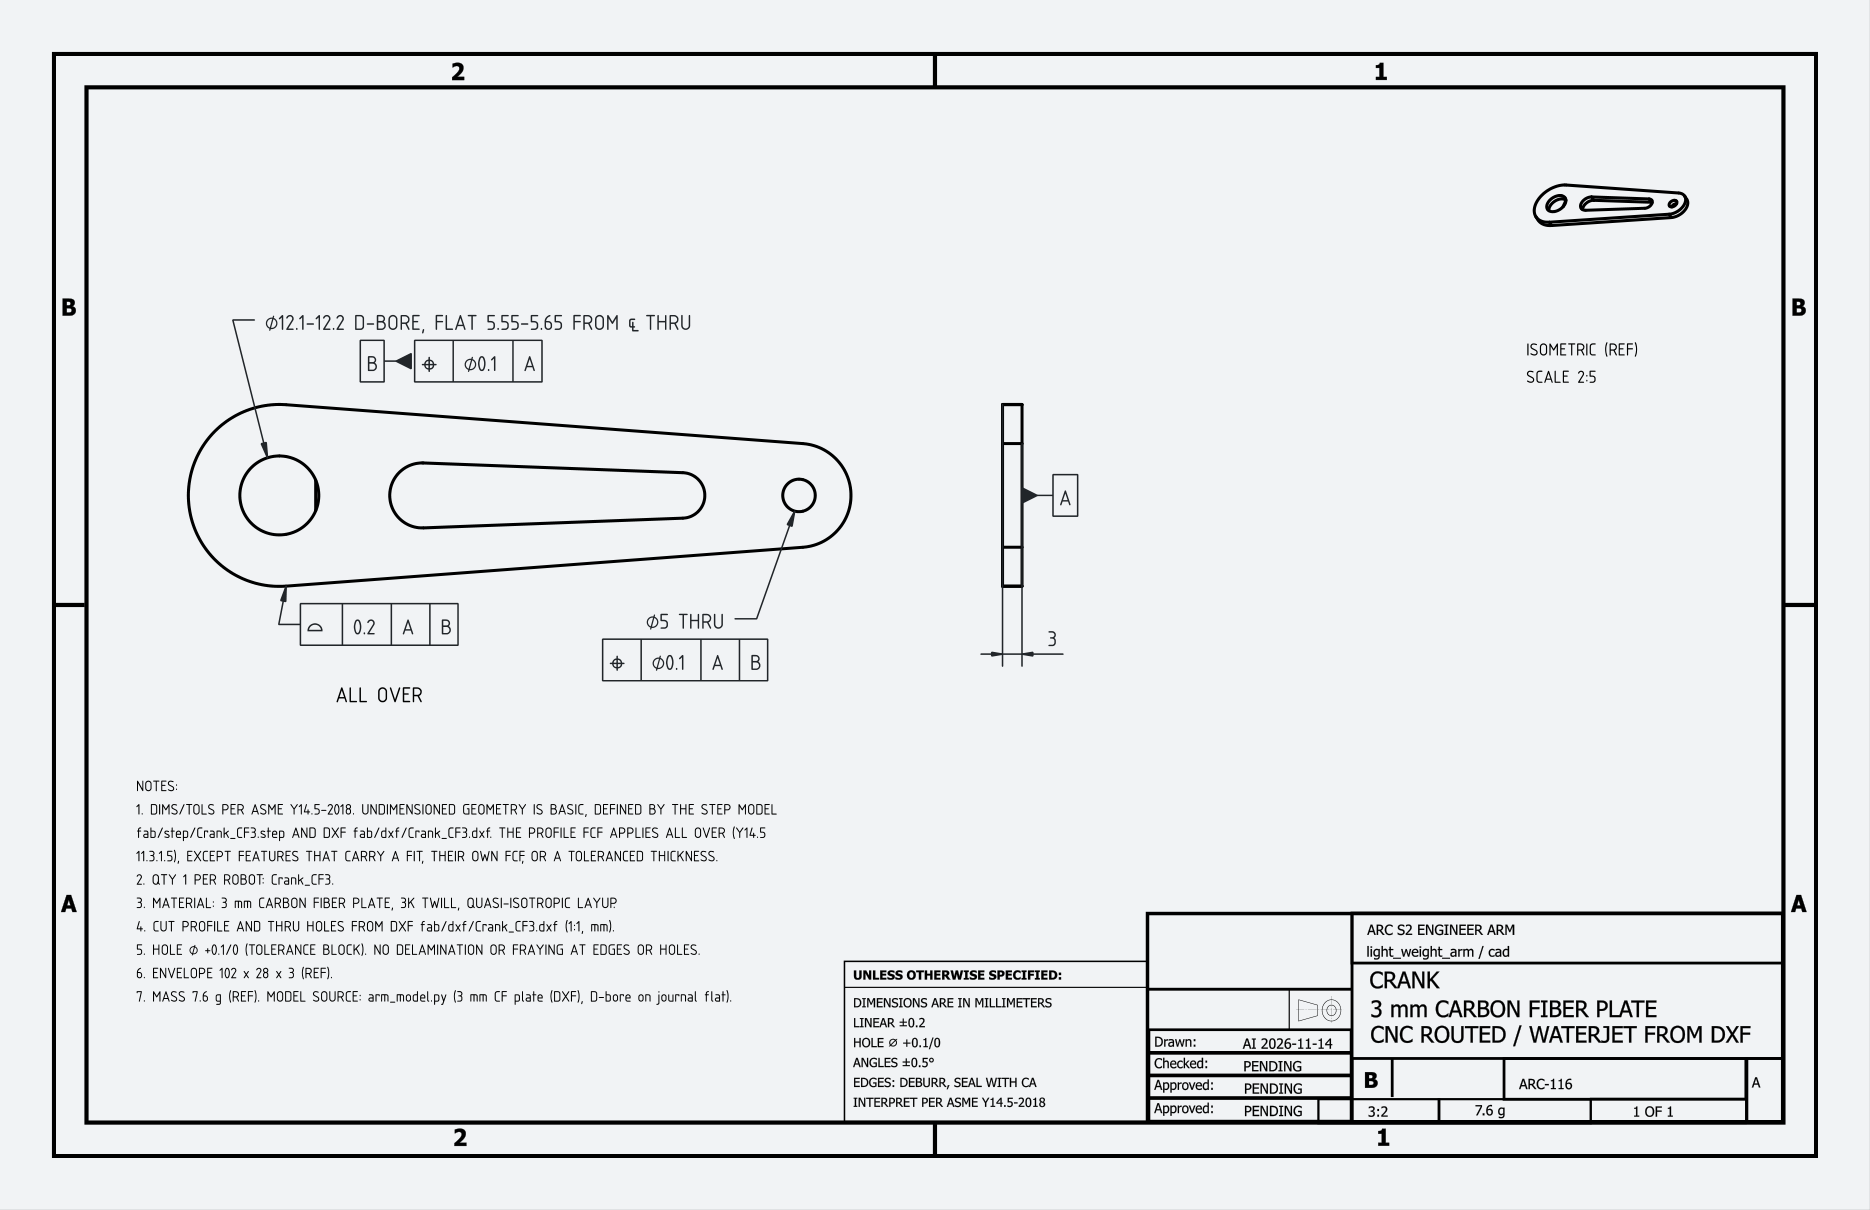 2
1
B
B
Ø12.1-12.2 D-BORE, FLAT 5.55-5.65 FROM ℄ THRU
B
⌖ Ø0.1 A
ISOMETRIC (REF)
SCALE 2:5
A
⌓ 0.2 A B
ALL OVER
Ø5 THRU
⌖ Ø0.1 A B
3
NOTES:
1. DIMS/TOLS PER ASME Y14.5-2018. UNDIMENSIONED GEOMETRY IS BASIC, DEFINED BY THE STEP MODEL
fab/step/Crank_CF3.step AND DXF fab/dxf/Crank_CF3.dxf. THE PROFILE FCF APPLIES ALL OVER (Y14.5
11.3.1.5), EXCEPT FEATURES THAT CARRY A FIT, THEIR OWN FCF, OR A TOLERANCED THICKNESS.
2. QTY 1 PER ROBOT: Crank_CF3.
3. MATERIAL: 3 mm CARBON FIBER PLATE, 3K TWILL, QUASI-ISOTROPIC LAYUP.
4. CUT PROFILE AND THRU HOLES FROM DXF fab/dxf/Crank_CF3.dxf (1:1, mm).
5. HOLE Ø +0.1/0 (TOLERANCE BLOCK). NO DELAMINATION OR FRAYING AT EDGES OR HOLES.
6. ENVELOPE 102 x 28 x 3 (REF).
7. MASS 7.6 g (REF). MODEL SOURCE: arm_model.py (3 mm CF plate (DXF), D-bore on journal flat).
A
A
UNLESS OTHERWISE SPECIFIED:
DIMENSIONS ARE IN MILLIMETERS
LINEAR ±0.2
HOLE Ø +0.1/0
ANGLES ±0.5°
EDGES: DEBURR, SEAL WITH CA
INTERPRET PER ASME Y14.5-2018
Drawn: AI 2026-11-14
Checked: PENDING
Approved: PENDING
Approved: PENDING
ARC S2 ENGINEER ARM
light_weight_arm / cad
CRANK
3 mm CARBON FIBER PLATE
CNC ROUTED / WATERJET FROM DXF
B ARC-116 A
3:2 7.6 g 1 OF 1
2
1